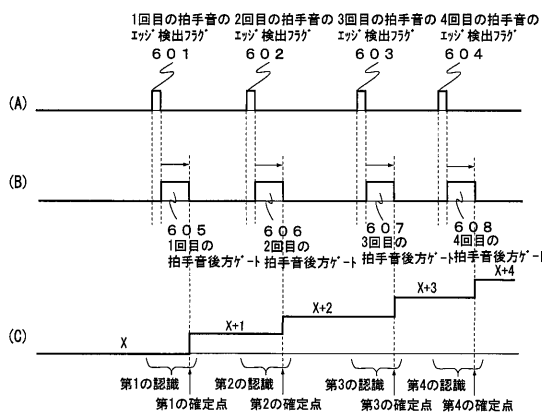 1回目の拍手音の 2回目の拍手音の 3回目の拍手音の 4回目の拍手音の
ｴｯｼﾞ検出ﾌﾗｸﾞ ｴｯｼﾞ検出ﾌﾗｸﾞ ｴｯｼﾞ検出ﾌﾗｸﾞ ｴｯｼﾞ検出ﾌﾗｸﾞ
６０１ ６０２ ６０３ ６０４
(A)
(B)
６０５ ６０６ ６０７ ６０８
1回目の 2回目の 3回目の 4回目の
拍手音後方ｹﾞｰﾄ 拍手音後方ｹﾞｰﾄ 拍手音後方ｹﾞｰﾄ 拍手音後方ｹﾞｰﾄ
(C)
X X+1 X+2 X+3 X+4
第1の認識 第2の認識 第3の認識 第4の認識
第1の確定点 第2の確定点 第3の確定点 第4の確定点